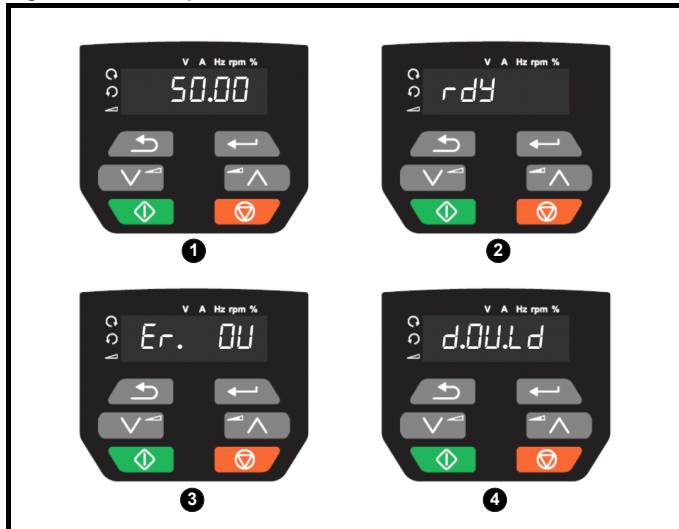 V A Hz rpm %
50.00
1
V A Hz rpm %
rdy
2
V A Hz rpm %
Er. OU
3
V A Hz rpm %
d.OU.Ld
4